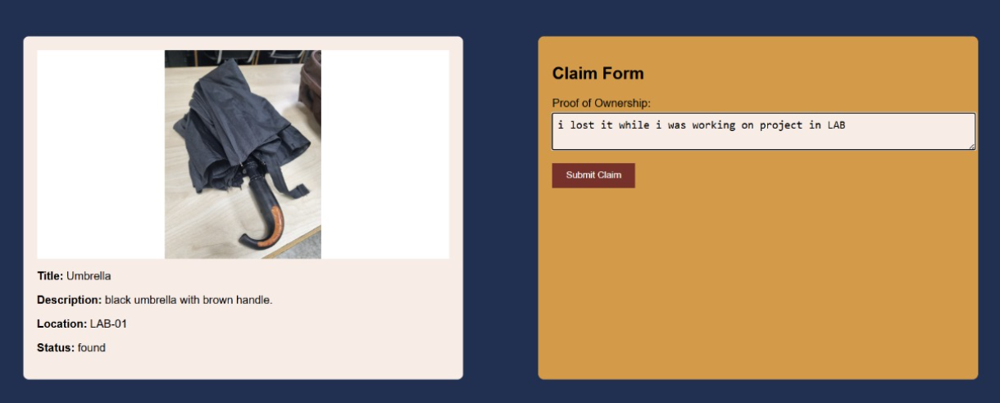 Title: Umbrella
Description: black umbrella with brown handle.
Location: LAB-01
Status: found
Claim Form
Proof of Ownership:
i lost it while i was working on project in LAB
Submit Claim